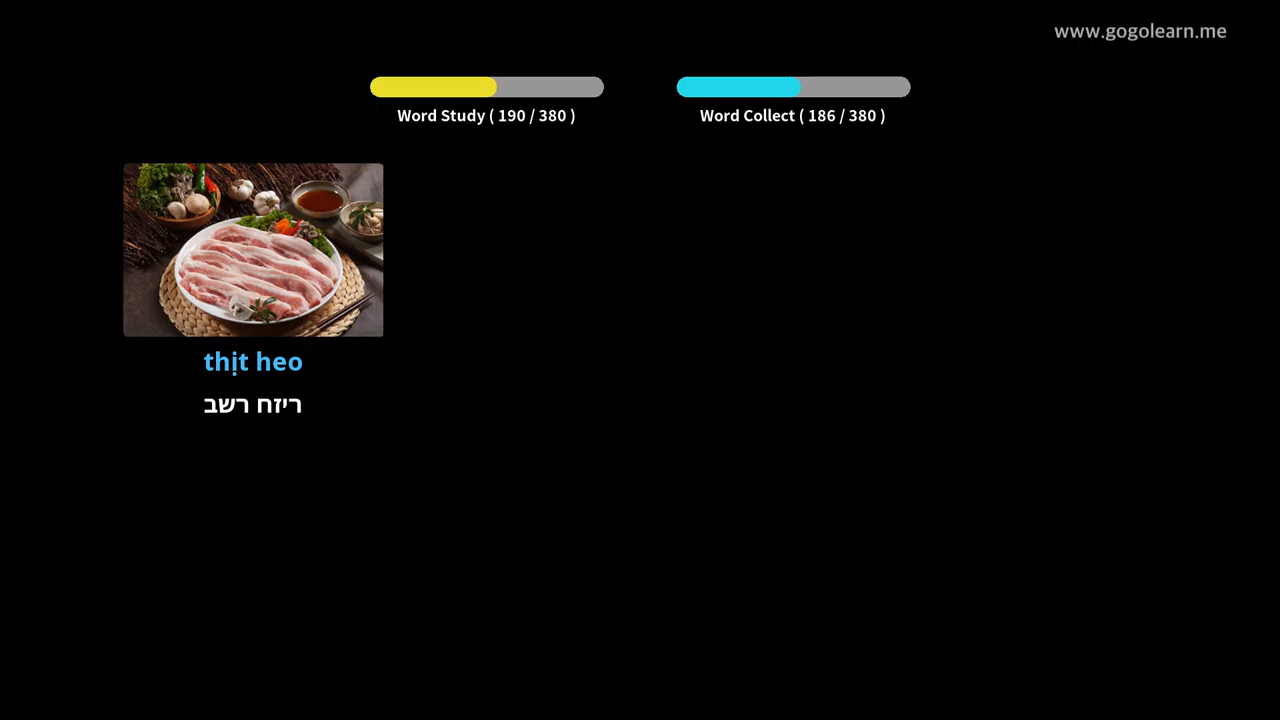 www.gogolearn.me
Word Study ( 190 / 380 )
Word Collect ( 186 / 380 )
thịt heo
ריזח רשב